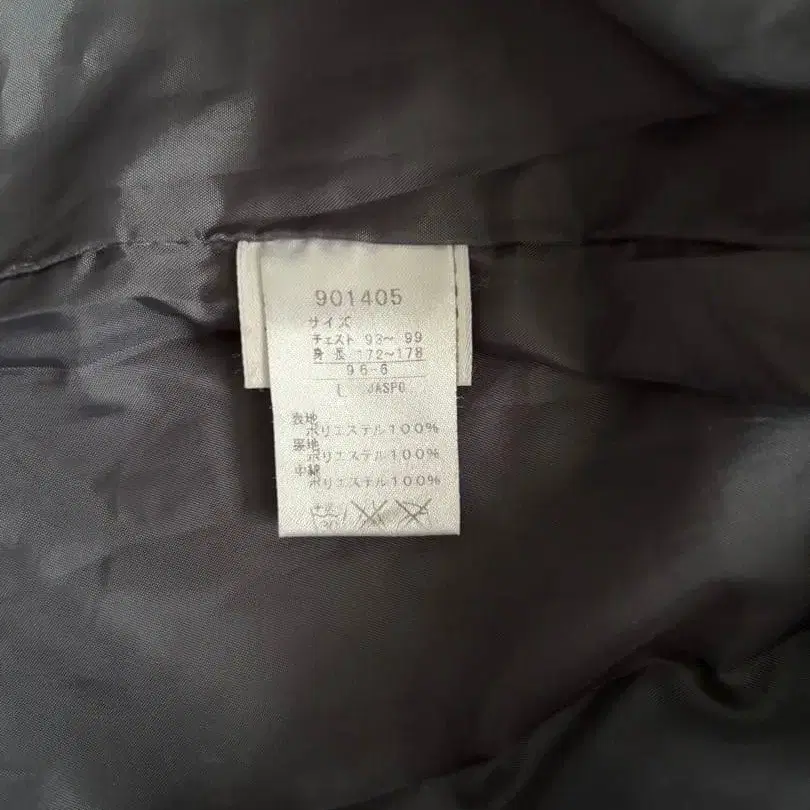 901405
サイズ
チェスト 93〜 99
身 長 172〜178
96-6
L JASPO
表地
ポリエステル100%
裏地
ポリエステル100%
中綿
ポリエステル100%